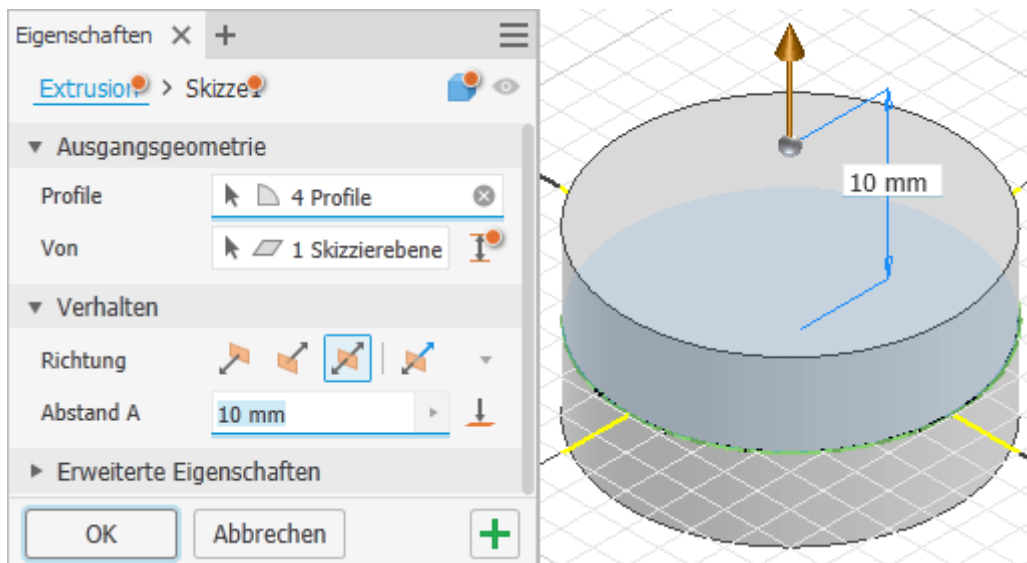 Eigenschaften
Extrusion > Skizze1
Ausgangsgeometrie
Profile 4 Profile
Von 1 Skizzierebene
Verhalten
Richtung
Abstand A 10 mm
Erweiterte Eigenschaften
OK Abbrechen
10 mm